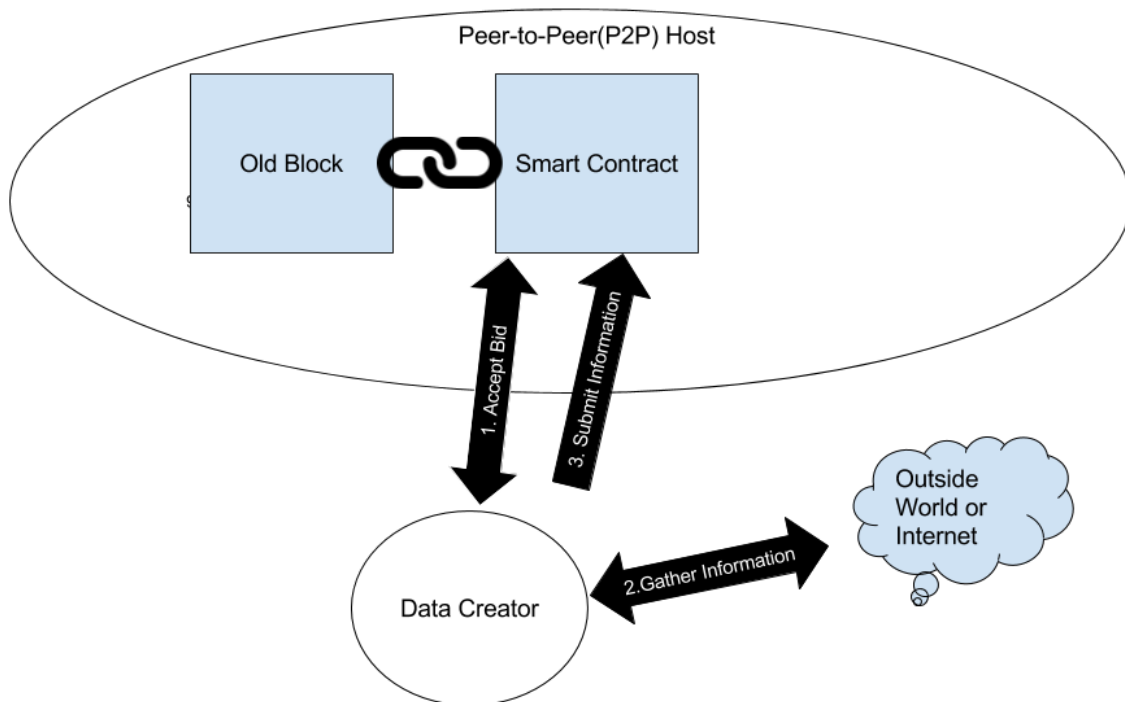 Peer-to-Peer(P2P) Host
Old Block
Smart Contract
1. Accept Bid
3. Submit Information
Outside
World or
Internet
2.Gather Information
Data Creator